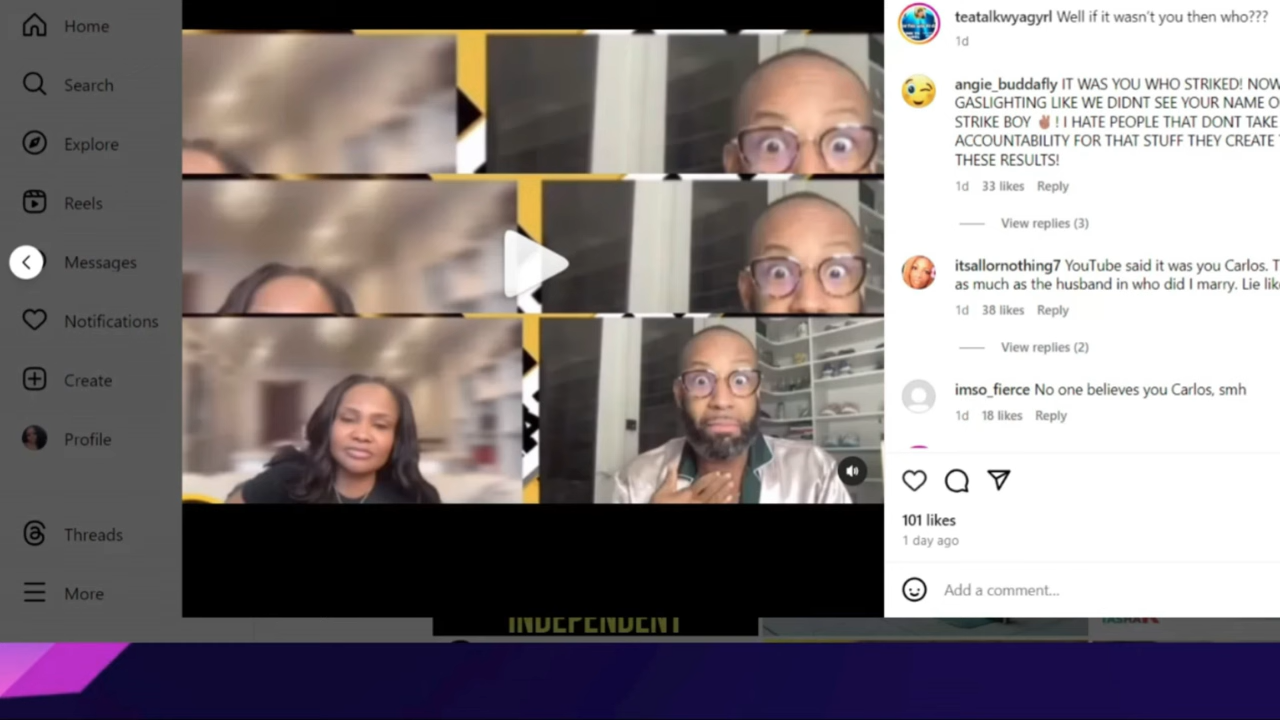 Home
Search
Explore
Reels
Messages
Notifications
Create
Profile
Threads
More
teatalkwyagyrl Well if it wasn't you then who???
1d
angie_buddafly IT WAS YOU WHO STRIKED! NOW
GASLIGHTING LIKE WE DIDNT SEE YOUR NAME O
STRIKE BOY ✌🏽! I HATE PEOPLE THAT DONT TAKE
ACCOUNTABILITY FOR THAT STUFF THEY CREATE
THESE RESULTS!
1d 33 likes Reply
View replies (3)
itsallornothing7 YouTube said it was you Carlos. T
as much as the husband in who did I marry. Lie lik
1d 38 likes Reply
View replies (2)
imso_fierce No one believes you Carlos, smh
1d 18 likes Reply
101 likes
1 day ago
Add a comment...
INDEPENDENT